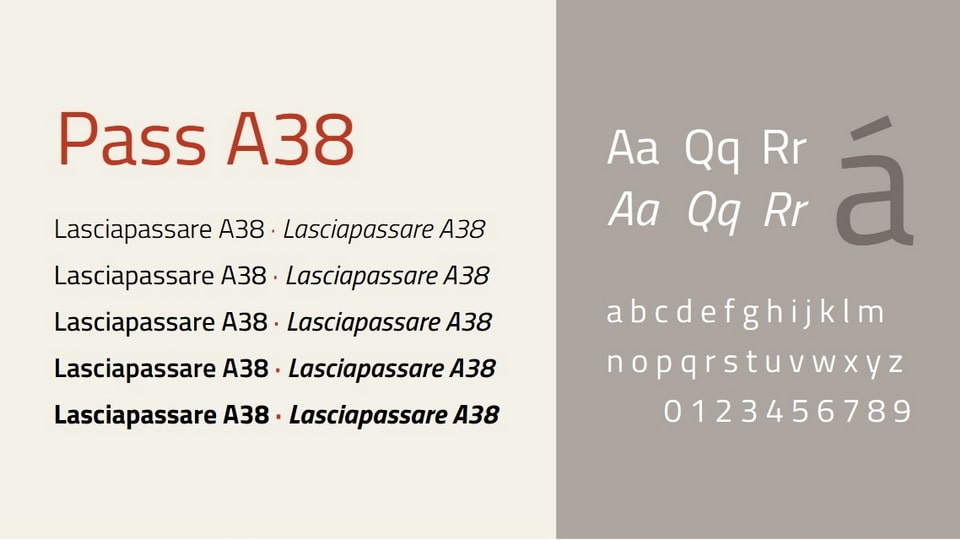 Pass A38
Lasciapassare A38 · Lasciapassare A38
Lasciapassare A38 · Lasciapassare A38
Lasciapassare A38 · Lasciapassare A38
Lasciapassare A38 · Lasciapassare A38
Lasciapassare A38 · Lasciapassare A38
Aa Qq Rr
Aa Qq Rr
á
a b c d e f g h i j k l m
n o p q r s t u v w x y z
0 1 2 3 4 5 6 7 8 9